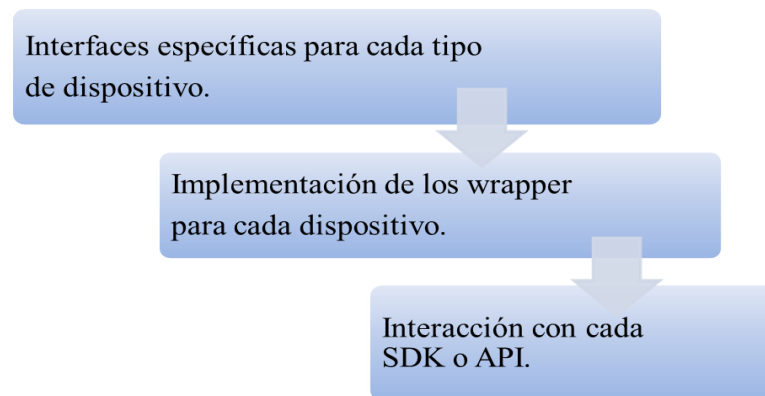 Interfaces específicas para cada tipo
de dispositivo.
Implementación de los wrapper
para cada dispositivo.
Interacción con cada
SDK o API.